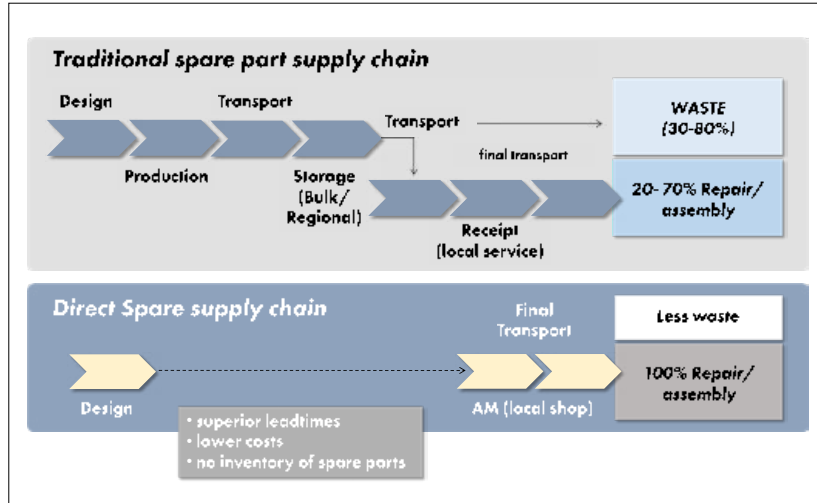 Traditional spare part supply chain
Design
Transport
Production
Storage
(Bulk/
Regional)
Transport
final transport
Receipt
(local service)
WASTE
(30-80%)
20- 70% Repair/
assembly
Direct Spare supply chain
Design
• superior leadtimes
• lower costs
• no inventory of spare parts
Final
Transport
AM (local shop)
Less waste
100% Repair/
assembly